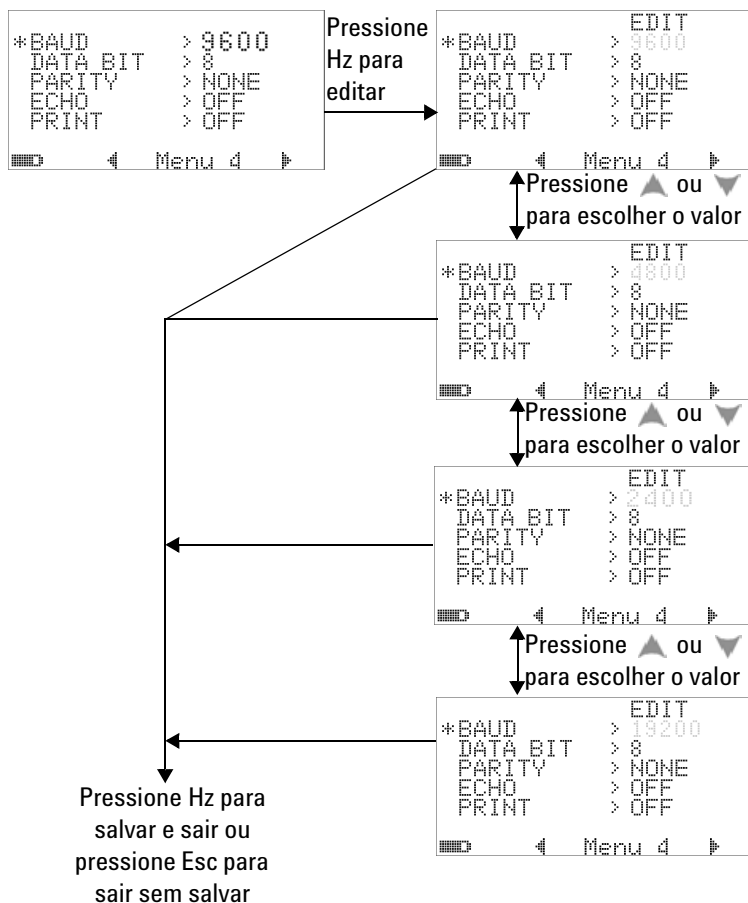 *BAUD > 9600
DATA BIT > 8
PARITY > NONE
ECHO > OFF
PRINT > OFF
Menu 4
Pressione
Hz para
editar
EDIT
*BAUD > 9600
DATA BIT > 8
PARITY > NONE
ECHO > OFF
PRINT > OFF
Menu 4
Pressione ou
para escolher o valor
EDIT
*BAUD > 4800
DATA BIT > 8
PARITY > NONE
ECHO > OFF
PRINT > OFF
Menu 4
Pressione ou
para escolher o valor
EDIT
*BAUD > 2400
DATA BIT > 8
PARITY > NONE
ECHO > OFF
PRINT > OFF
Menu 4
Pressione ou
para escolher o valor
EDIT
*BAUD > 19200
DATA BIT > 8
PARITY > NONE
ECHO > OFF
PRINT > OFF
Menu 4
Pressione Hz para
salvar e sair ou
pressione Esc para
sair sem salvar